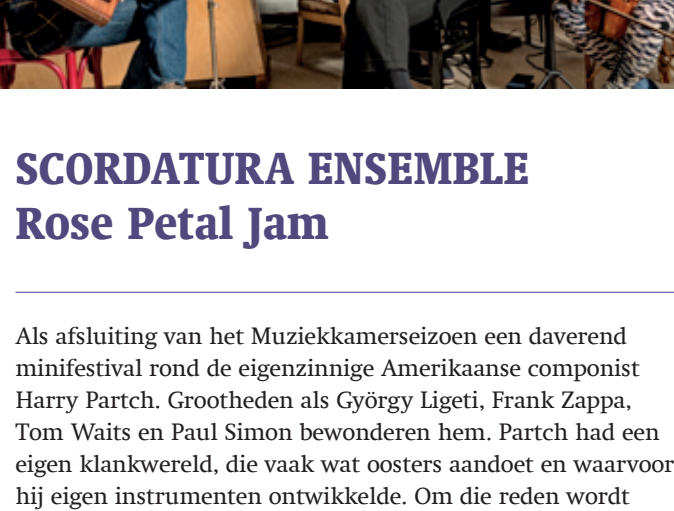 SCORDATURA ENSEMBLE
Rose Petal Jam
Als afsluiting van het Muziekkamerseizoen een daverend
minifestival rond de eigenzinnige Amerikaanse componist
Harry Partch. Grootheden als György Ligeti, Frank Zappa,
Tom Waits en Paul Simon bewonderen hem. Partch had een
eigen klankwereld, die vaak wat oosters aandoet en waarvoor
hij eigen instrumenten ontwikkelde. Om die reden wordt